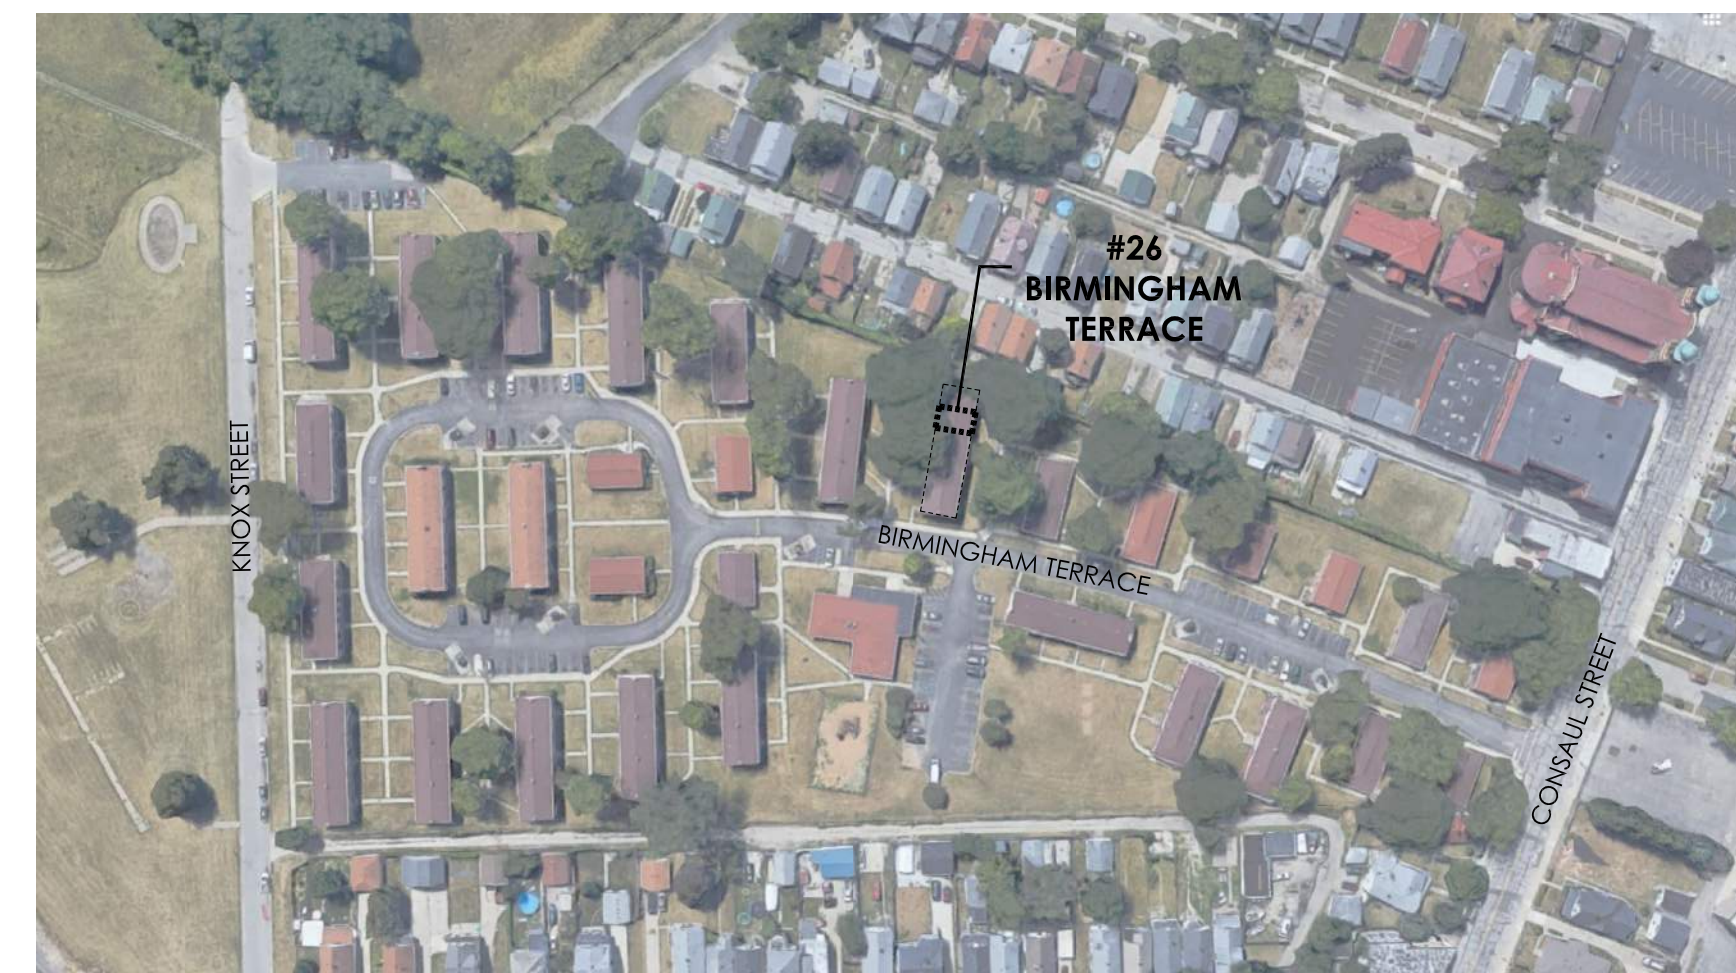 #26
BIRMINGHAM
TERRACE
KNOX STREET
BIRMINGHAM TERRACE
CONSAUL STREET